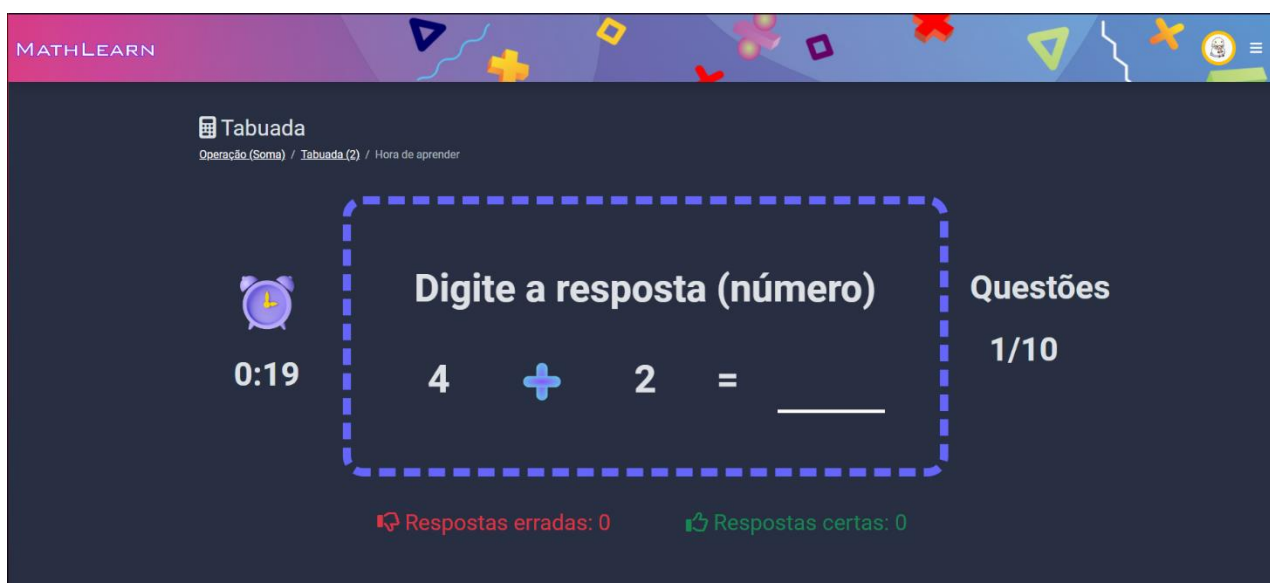 MATHLEARN
Tabuada
Operação (Soma) / Tabuada (2) / Hora de aprender
Digite a resposta (número)
Questões
1/10
0:19
4 + 2 = _____
Respostas erradas: 0
Respostas certas: 0